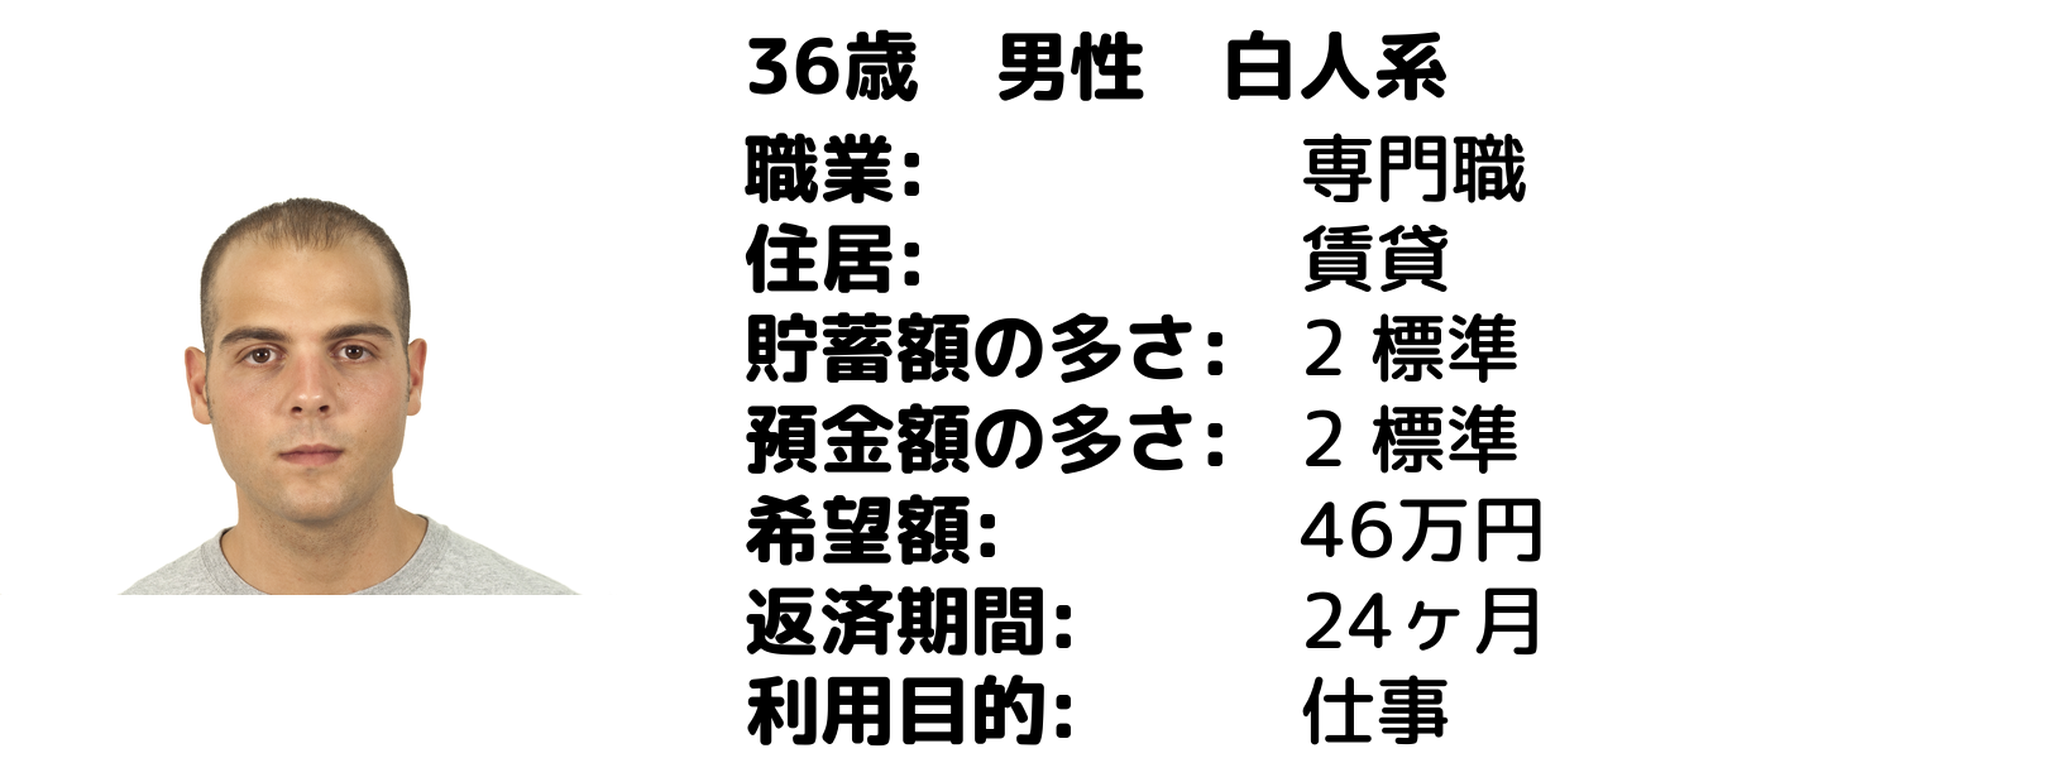 36歳　男性　白人系
職業: 専門職
住居: 賃貸
貯蓄額の多さ: 2 標準
預金額の多さ: 2 標準
希望額: 46万円
返済期間: 24ヶ月
利用目的: 仕事